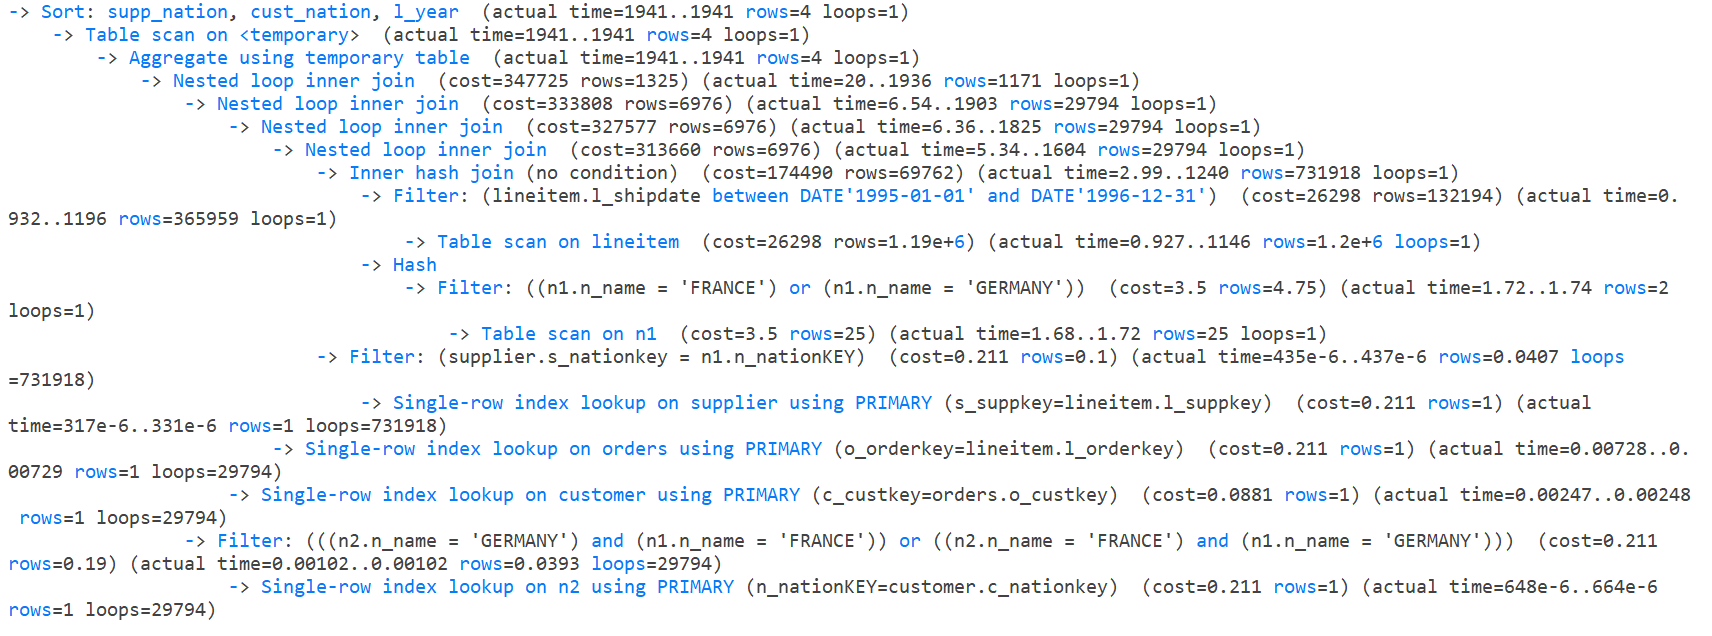 -> Sort: supp_nation, cust_nation, l_year  (actual time=1941..1941 rows=4 loops=1)
-> Table scan on <temporary>  (actual time=1941..1941 rows=4 loops=1)
-> Aggregate using temporary table  (actual time=1941..1941 rows=4 loops=1)
-> Nested loop inner join  (cost=347725 rows=1325) (actual time=20..1936 rows=1171 loops=1)
-> Nested loop inner join  (cost=333808 rows=6976) (actual time=6.54..1903 rows=29794 loops=1)
-> Nested loop inner join  (cost=327577 rows=6976) (actual time=6.36..1825 rows=29794 loops=1)
-> Nested loop inner join  (cost=313660 rows=6976) (actual time=5.34..1604 rows=29794 loops=1)
-> Inner hash join (no condition)  (cost=174490 rows=69762) (actual time=2.99..1240 rows=731918 loops=1)
-> Filter: (lineitem.l_shipdate between DATE'1995-01-01' and DATE'1996-12-31')  (cost=26298 rows=132194) (actual time=0.
932..1196 rows=365959 loops=1)
-> Table scan on lineitem  (cost=26298 rows=1.19e+6) (actual time=0.927..1146 rows=1.2e+6 loops=1)
-> Hash
-> Filter: ((n1.n_name = 'FRANCE') or (n1.n_name = 'GERMANY'))  (cost=3.5 rows=4.75) (actual time=1.72..1.74 rows=2
loops=1)
-> Table scan on n1  (cost=3.5 rows=25) (actual time=1.68..1.72 rows=25 loops=1)
-> Filter: (supplier.s_nationkey = n1.n_nationKEY)  (cost=0.211 rows=0.1) (actual time=435e-6..437e-6 rows=0.0407 loops
=731918)
-> Single-row index lookup on supplier using PRIMARY (s_suppkey=lineitem.l_suppkey)  (cost=0.211 rows=1) (actual
time=317e-6..331e-6 rows=1 loops=731918)
-> Single-row index lookup on orders using PRIMARY (o_orderkey=lineitem.l_orderkey)  (cost=0.211 rows=1) (actual time=0.00728..0.
00729 rows=1 loops=29794)
-> Single-row index lookup on customer using PRIMARY (c_custkey=orders.o_custkey)  (cost=0.0881 rows=1) (actual time=0.00247..0.00248
rows=1 loops=29794)
-> Filter: (((n2.n_name = 'GERMANY') and (n1.n_name = 'FRANCE')) or ((n2.n_name = 'FRANCE') and (n1.n_name = 'GERMANY')))  (cost=0.211
rows=0.19) (actual time=0.00102..0.00102 rows=0.0393 loops=29794)
-> Single-row index lookup on n2 using PRIMARY (n_nationKEY=customer.c_nationkey)  (cost=0.211 rows=1) (actual time=648e-6..664e-6
rows=1 loops=29794)